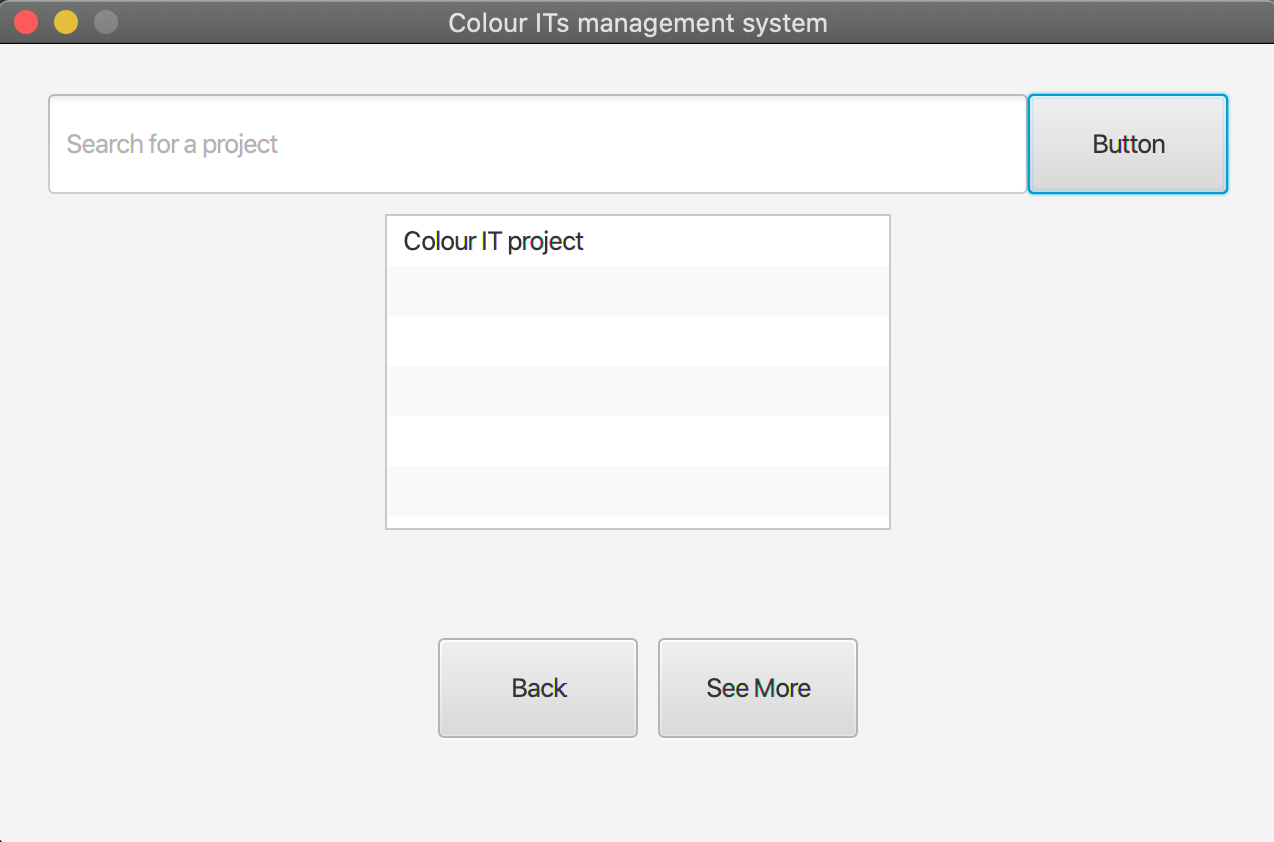 Colour ITs management system
Search for a project
Button
Colour IT project
Back
See More